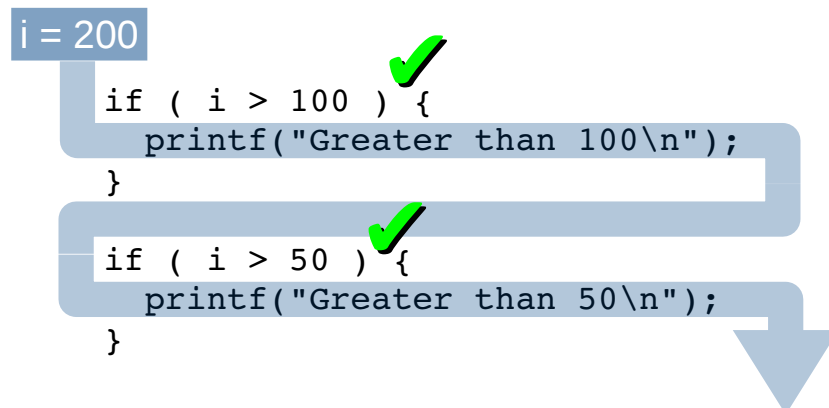 i = 200
if ( i > 100 ) {
  printf("Greater than 100\n");
}
if ( i > 50 ) {
  printf("Greater than 50\n");
}